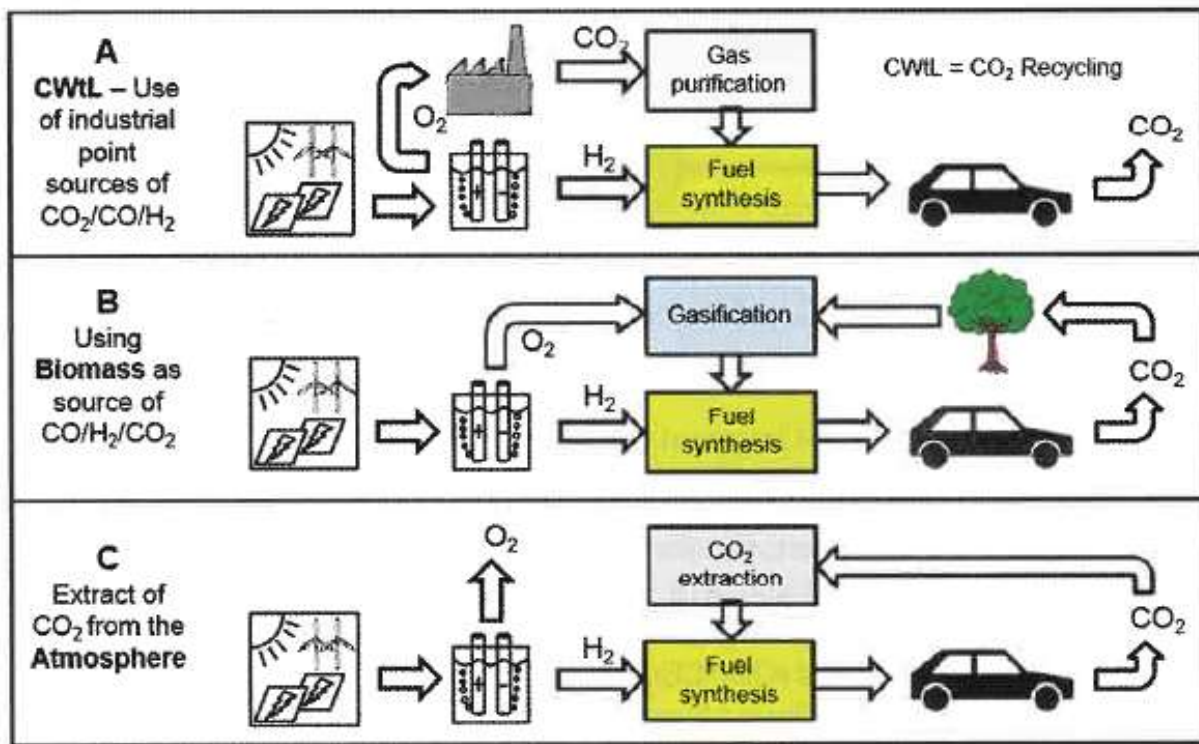 A
CWtL – Use
of industrial
point
sources of
CO₂/CO/H₂
O₂
CO₂
Gas
purification
CWtL = CO₂ Recycling
H₂
Fuel
synthesis
CO₂
B
Using
Biomass as
source of
CO/H₂/CO₂
O₂
Gasification
H₂
Fuel
synthesis
CO₂
C
Extract of
CO₂ from the
Atmosphere
O₂
CO₂
extraction
H₂
Fuel
synthesis
CO₂